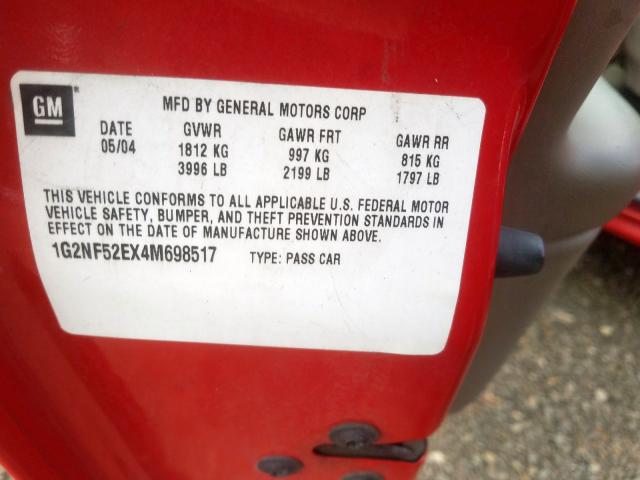 GM
MFD BY GENERAL MOTORS CORP
DATE GVWR GAWR FRT GAWR RR
05/04 1812 KG 997 KG 815 KG
3996 LB 2199 LB 1797 LB
THIS VEHICLE CONFORMS TO ALL APPLICABLE U.S. FEDERAL MOTOR
VEHICLE SAFETY, BUMPER, AND THEFT PREVENTION STANDARDS IN
EFFECT ON THE DATE OF MANUFACTURE SHOWN ABOVE.
1G2NF52EX4M698517 TYPE: PASS CAR